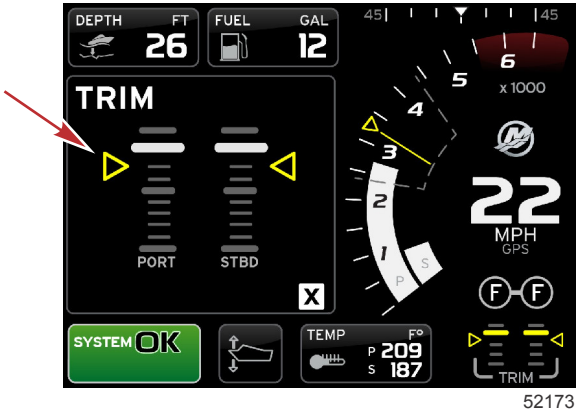 DEPTH FT
26
FUEL GAL
12
45 45
TRIM
PORT STBD
X
6
5
4
3
2
1
P S
x 1000
22
MPH
GPS
F F
SYSTEM OK
TEMP F°
P 209
S 187
TRIM
52173